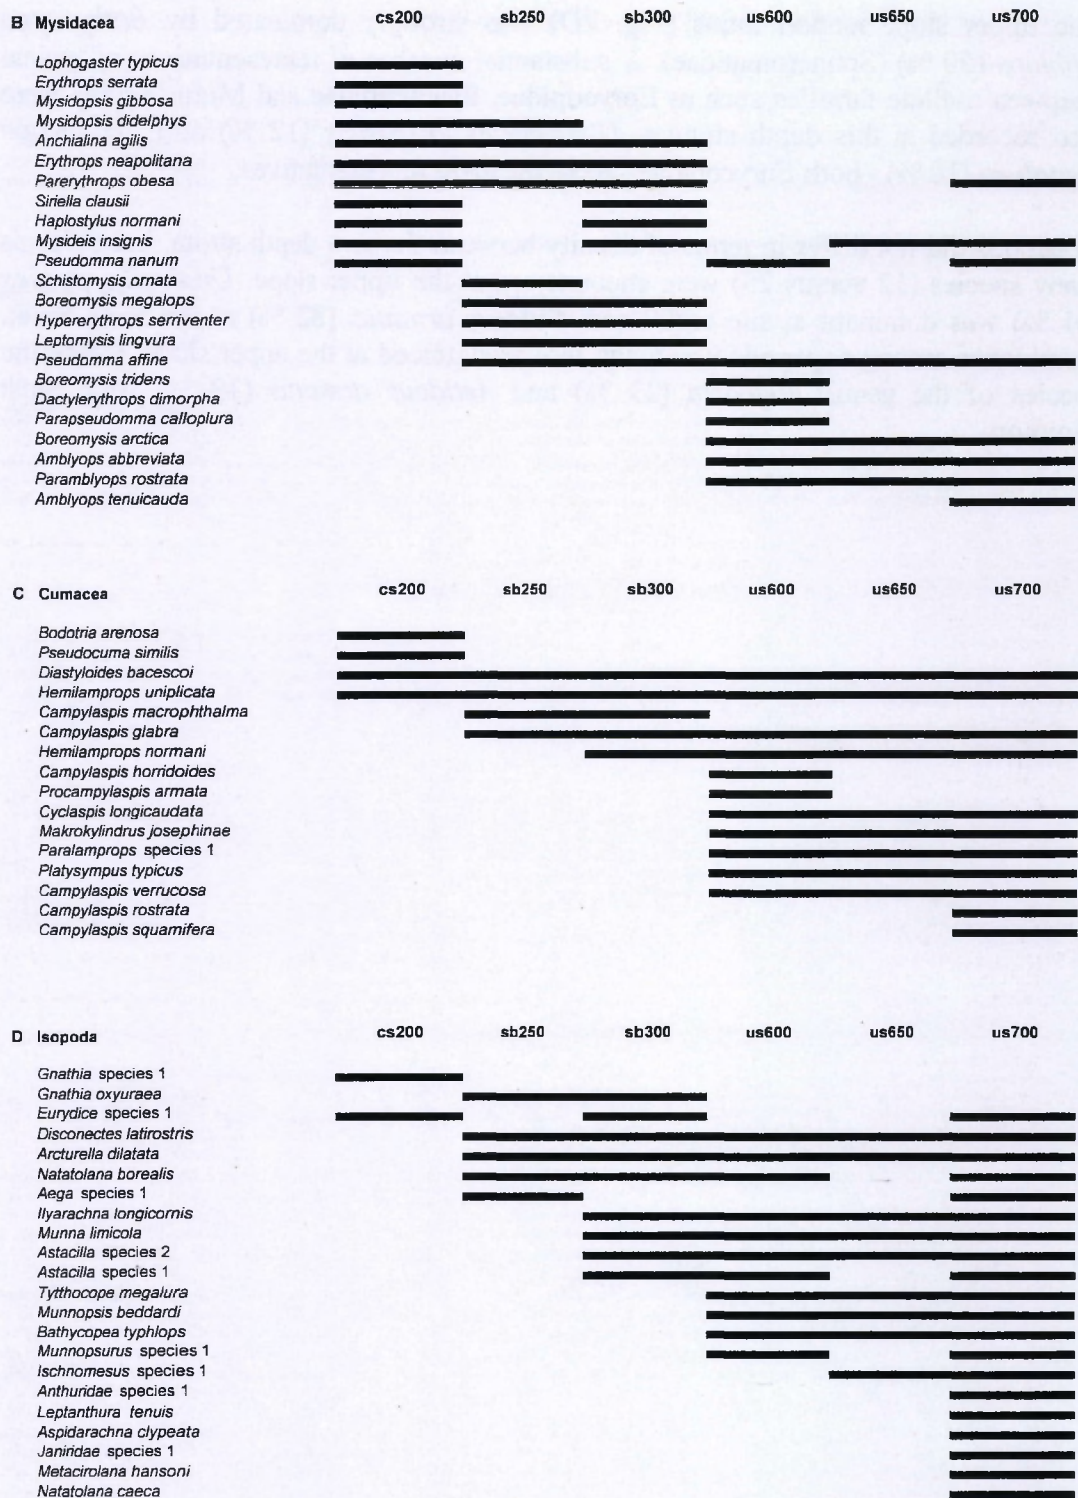 B Mysidacea cs200 sb250 sb300 us600 us650 us700
Lophogaster typicus
Erythrops serrata
Mysidopsis gibbosa
Mysidopsis didelphys
Anchialina agilis
Erythrops neapolitana
Parerythrops obesa
Siriella clausii
Haplostylus normani
Mysideis insignis
Pseudomma nanum
Schistomysis ornata
Boreomysis megalops
Hypererythrops serriventer
Leptomysis lingvura
Pseudomma affine
Boreomysis tridens
Dactylerythrops dimorpha
Parapseudomma calloplura
Boreomysis arctica
Amblyops abbreviata
Paramblyops rostrata
Amblyops tenuicauda
C Cumacea cs200 sb250 sb300 us600 us650 us700
Bodotria arenosa
Pseudocuma similis
Diastyloides bacescoi
Hemilamprops uniplicata
Campylaspis macrophthalma
Campylaspis glabra
Hemilamprops normani
Campylaspis horridoides
Procampylaspis armata
Cyclaspis longicaudata
Makrokylindrus josephinae
Paralamprops species 1
Platysympus typicus
Campylaspis verrucosa
Campylaspis rostrata
Campylaspis squamifera
D Isopoda cs200 sb250 sb300 us600 us650 us700
Gnathia species 1
Gnathia oxyuraea
Eurydice species 1
Disconectes latirostris
Arcturella dilatata
Natatolana borealis
Aega species 1
Ilyarachna longicornis
Munna limicola
Astacilla species 2
Astacilla species 1
Tytthocope megalura
Munnopsis beddardi
Bathycopea typhlops
Munnopsurus species 1
Ischnomesus species 1
Anthuridae species 1
Leptanthura tenuis
Aspidarachna clypeata
Janiridae species 1
Metacirolana hansoni
Natatolana caeca